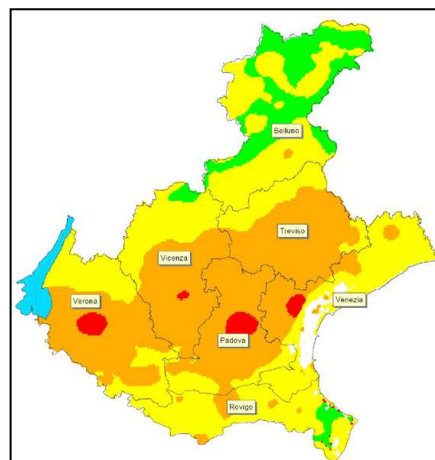 Belluno
Treviso
Vicenza
Venezia
Verona
Padova
Rovigo